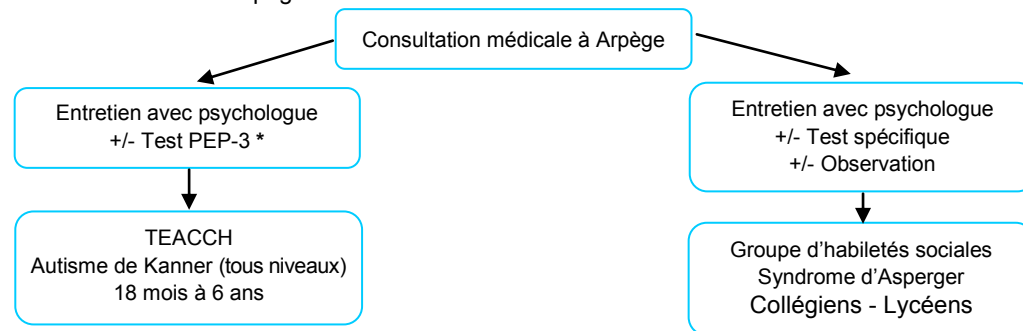 Consultation médicale à Arpège
Entretien avec psychologue
+/- Test PEP-3 *
TEACCH
Autisme de Kanner (tous niveaux)
18 mois à 6 ans
Entretien avec psychologue
+/- Test spécifique
+/- Observation
Groupe d’habiletés sociales
Syndrome d’Asperger
Collégiens - Lycéens